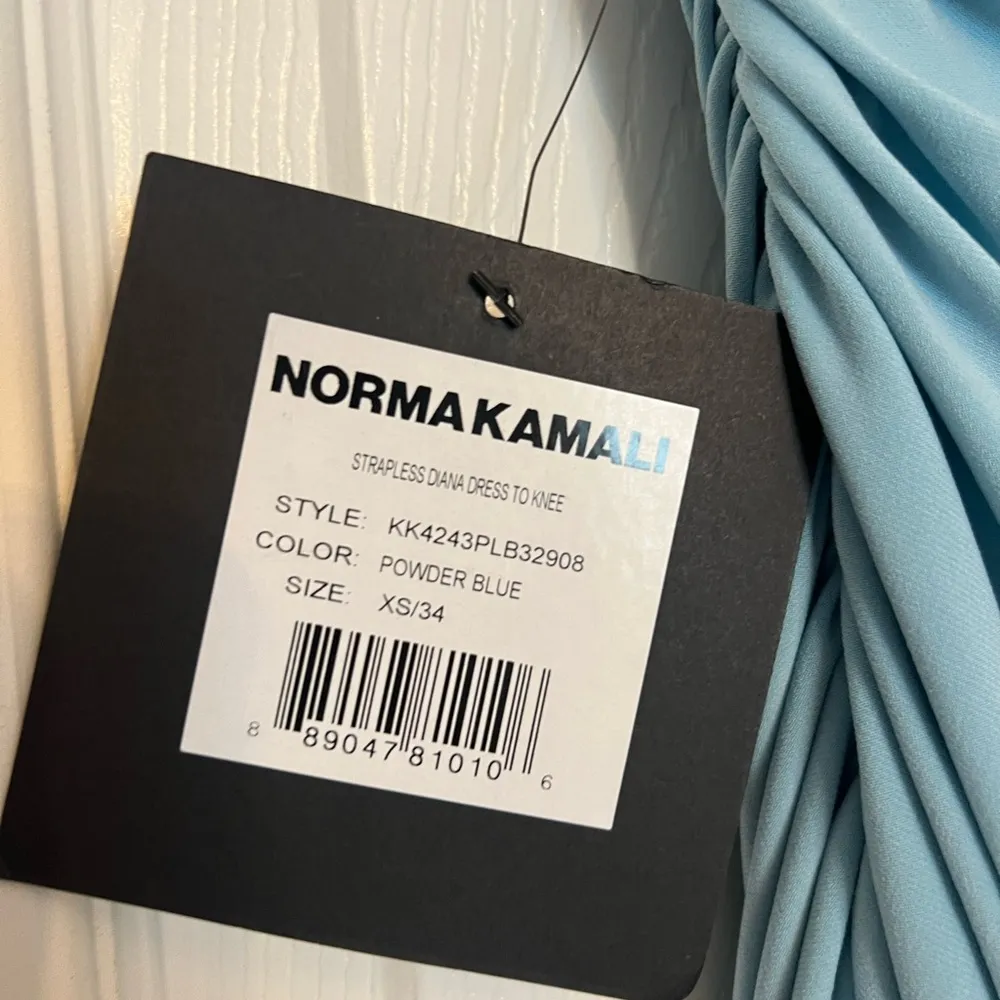 NORMA KAMALI
STRAPLESS DIANA DRESS TO KNEE
STYLE: KK4243PLB32908
COLOR: POWDER BLUE
SIZE: XS/34
8 89047 81010 6